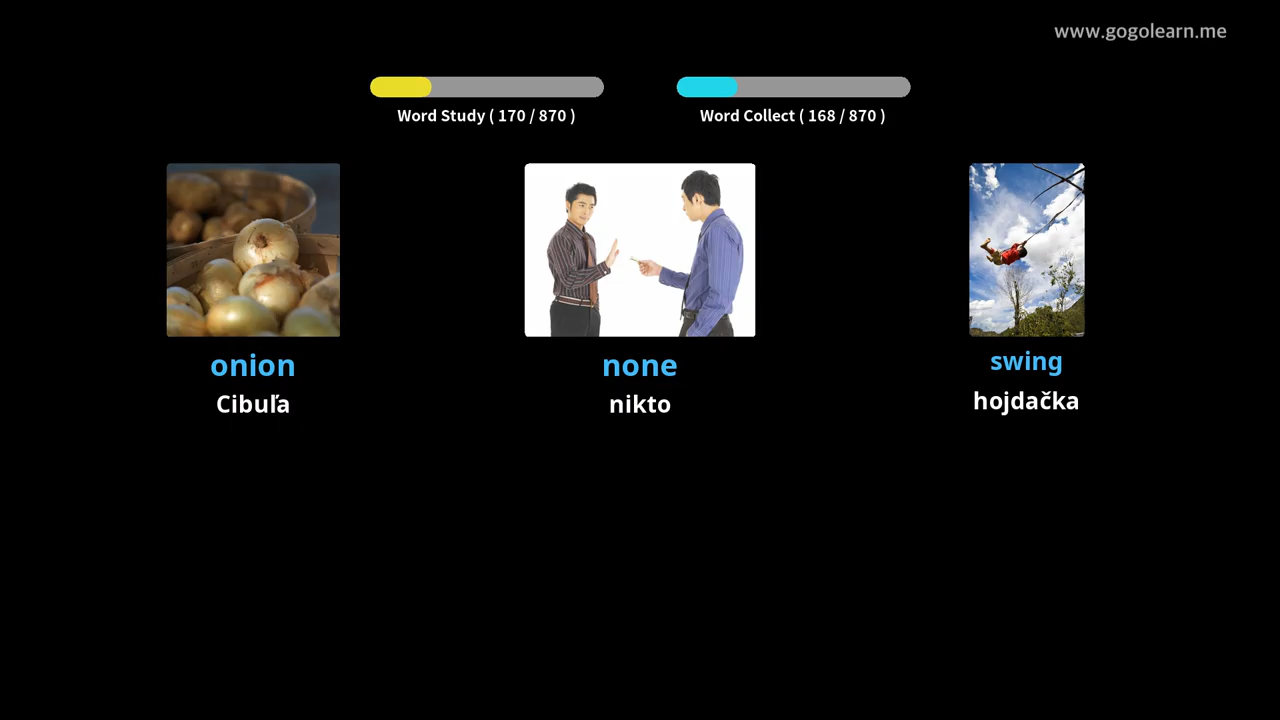 www.gogolearn.me
Word Study ( 170 / 870 )
Word Collect ( 168 / 870 )
onion
Cibuľa
none
nikto
swing
hojdačka